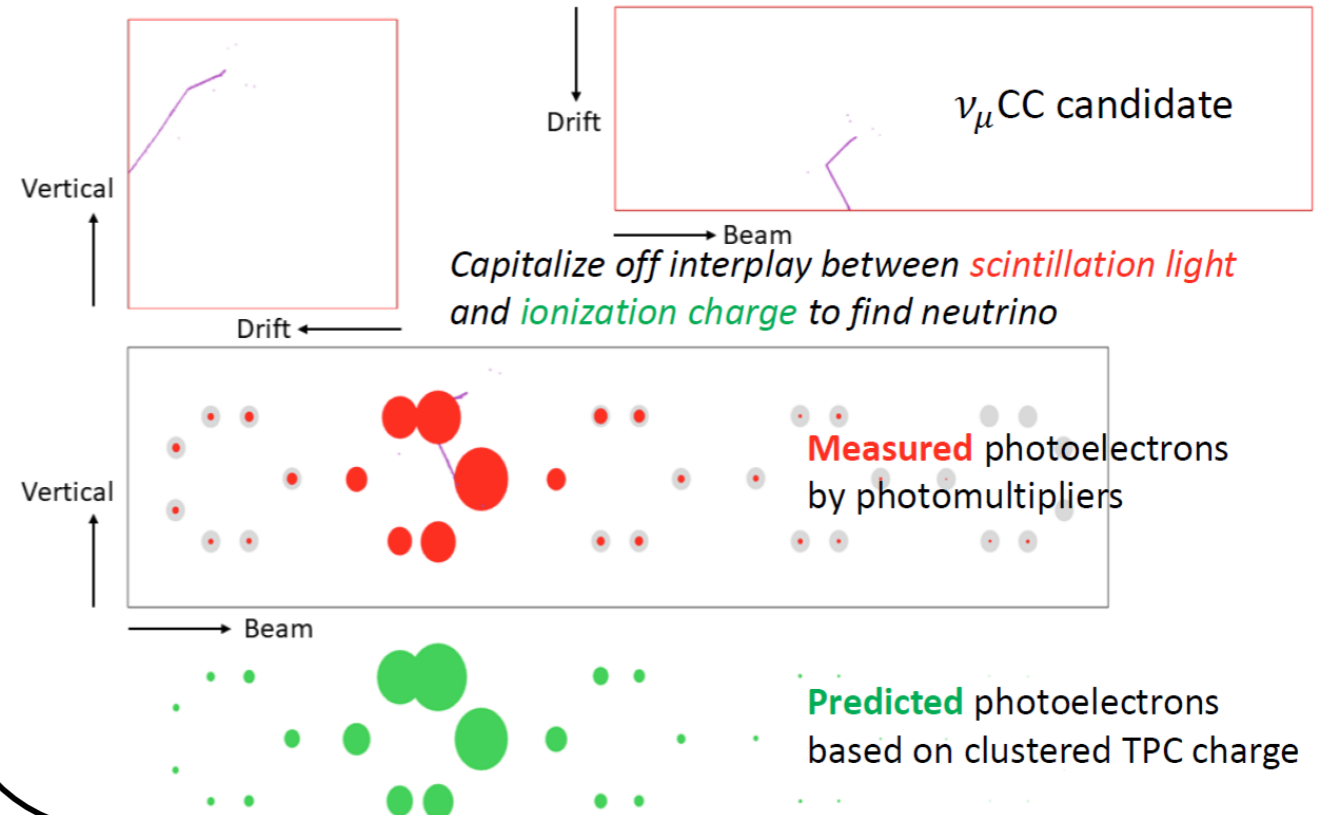 Drift
νμCC candidate
Vertical
Beam
Capitalize off interplay between scintillation light
and ionization charge to find neutrino
Drift
Measured photoelectrons
by photomultipliers
Vertical
Beam
Predicted photoelectrons
based on clustered TPC charge